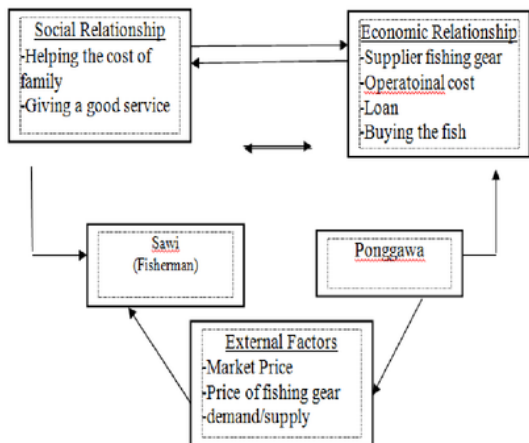 Social Relationship
-Helping the cost of
family
-Giving a good service
Economic Relationship
-Supplier fishing gear
-Operatoinal cost
-Loan
-Buying the fish
Sawi
(Fisherman)
Ponggawa
External Factors
-Market Price
-Price of fishing gear
-demand/supply